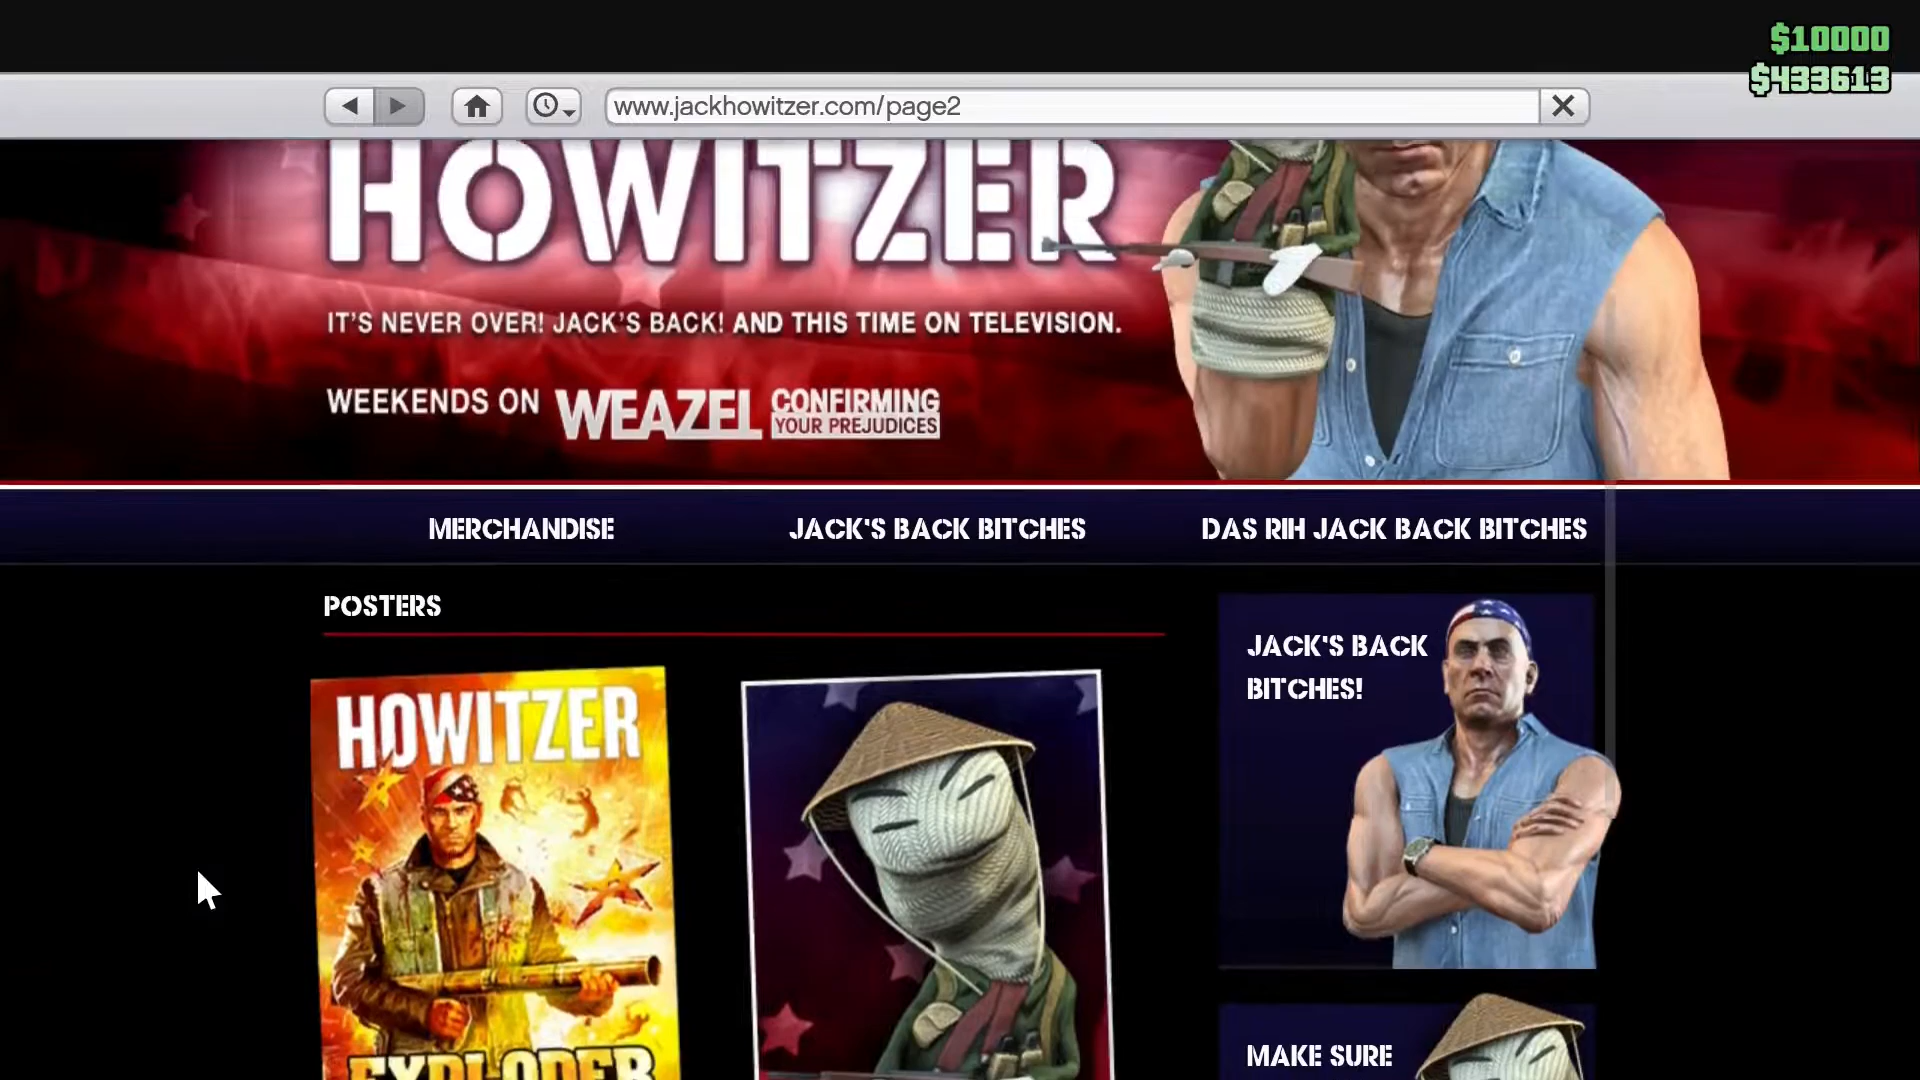 $10000
$433613
www.jackhowitzer.com/page2
HOWITZER
IT'S NEVER OVER! JACK'S BACK! AND THIS TIME ON TELEVISION.
WEEKENDS ON WEAZEL CONFIRMING
YOUR PREJUDICES
MERCHANDISE JACK'S BACK BITCHES DAS RIH JACK BACK BITCHES
POSTERS
HOWITZER
EXPLODER
JACK'S BACK
BITCHES!
MAKE SURE